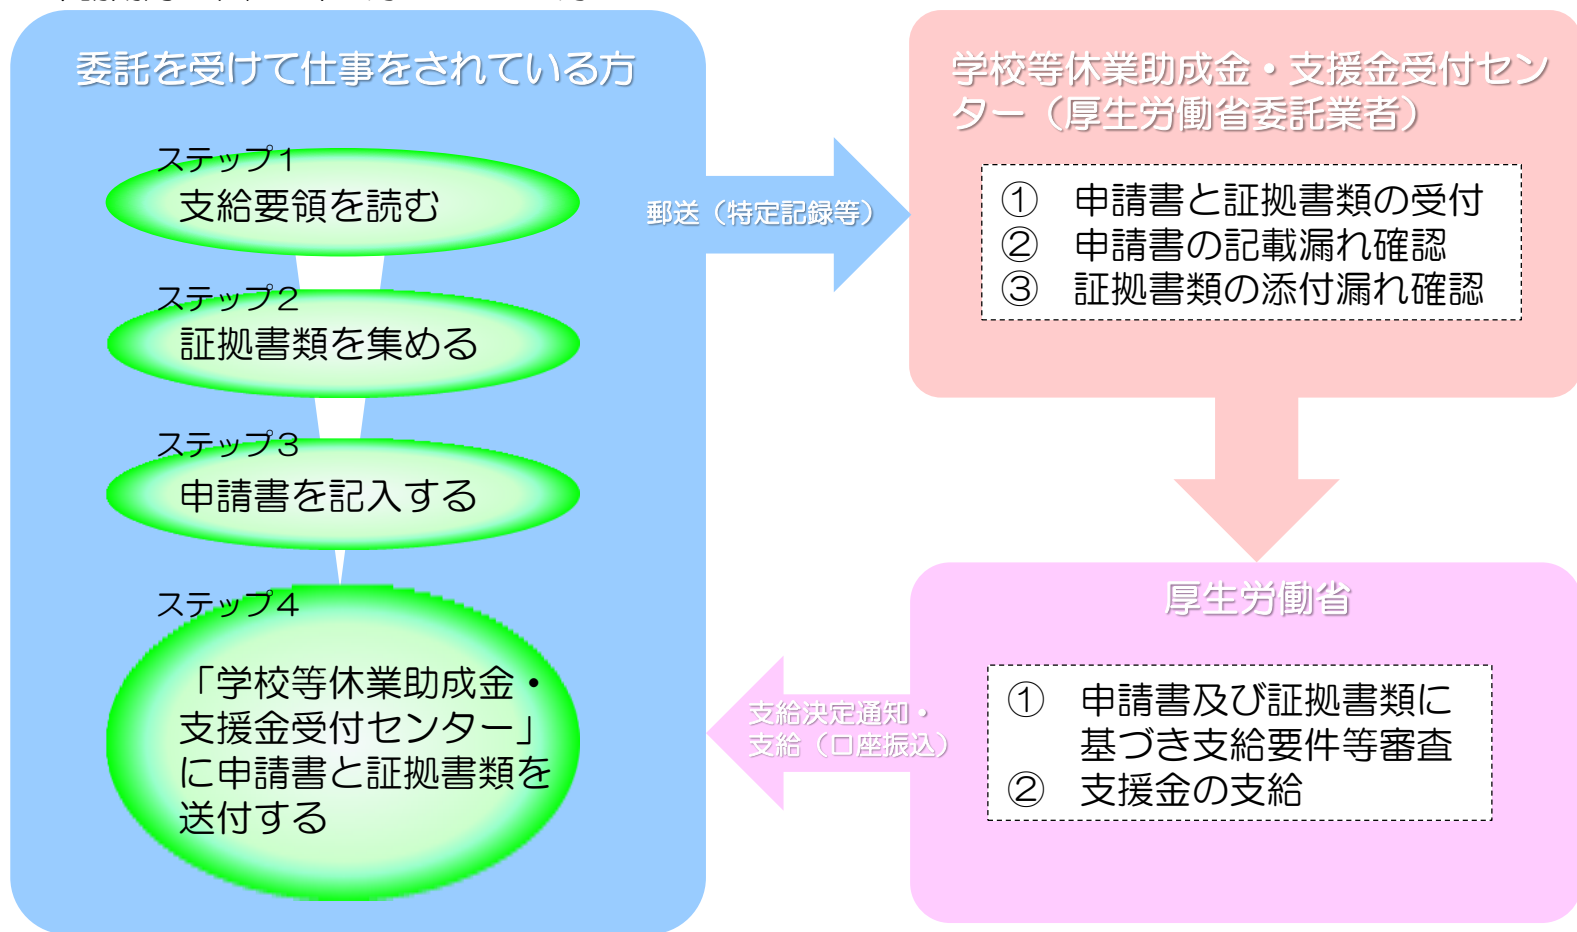 委託を受けて仕事をされている方
ステップ1
支給要領を読む
ステップ2
証拠書類を集める
ステップ3
申請書を記入する
ステップ4
「学校等休業助成金・
支援金受付センター」
に申請書と証拠書類を
送付する
郵送（特定記録等）
学校等休業助成金・支援金受付セン
ター（厚生労働省委託業者）
① 申請書と証拠書類の受付
② 申請書の記載漏れ確認
③ 証拠書類の添付漏れ確認
厚生労働省
① 申請書及び証拠書類に
基づき支給要件等審査
② 支援金の支給
支給決定通知・
支給（口座振込）